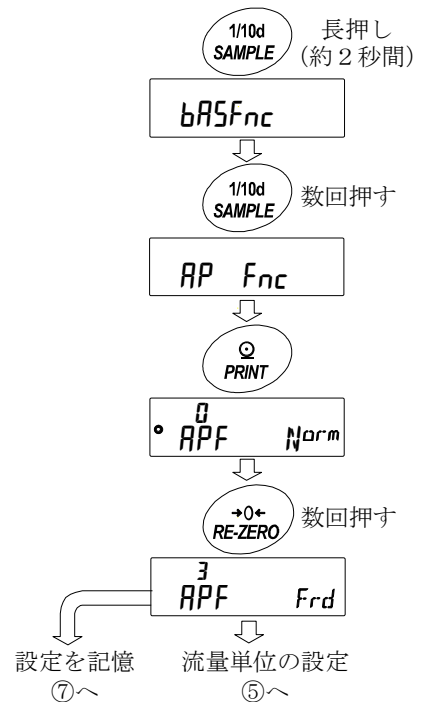 1/10d 長押し
SAMPLE (約2秒間)
bASFnc
1/10d
SAMPLE 数回押す
AP Fnc
PRINT
0
APF Norm
→0←
RE-ZERO 数回押す
3
APF Frd
設定を記憶 流量単位の設定
⑦へ ⑤へ